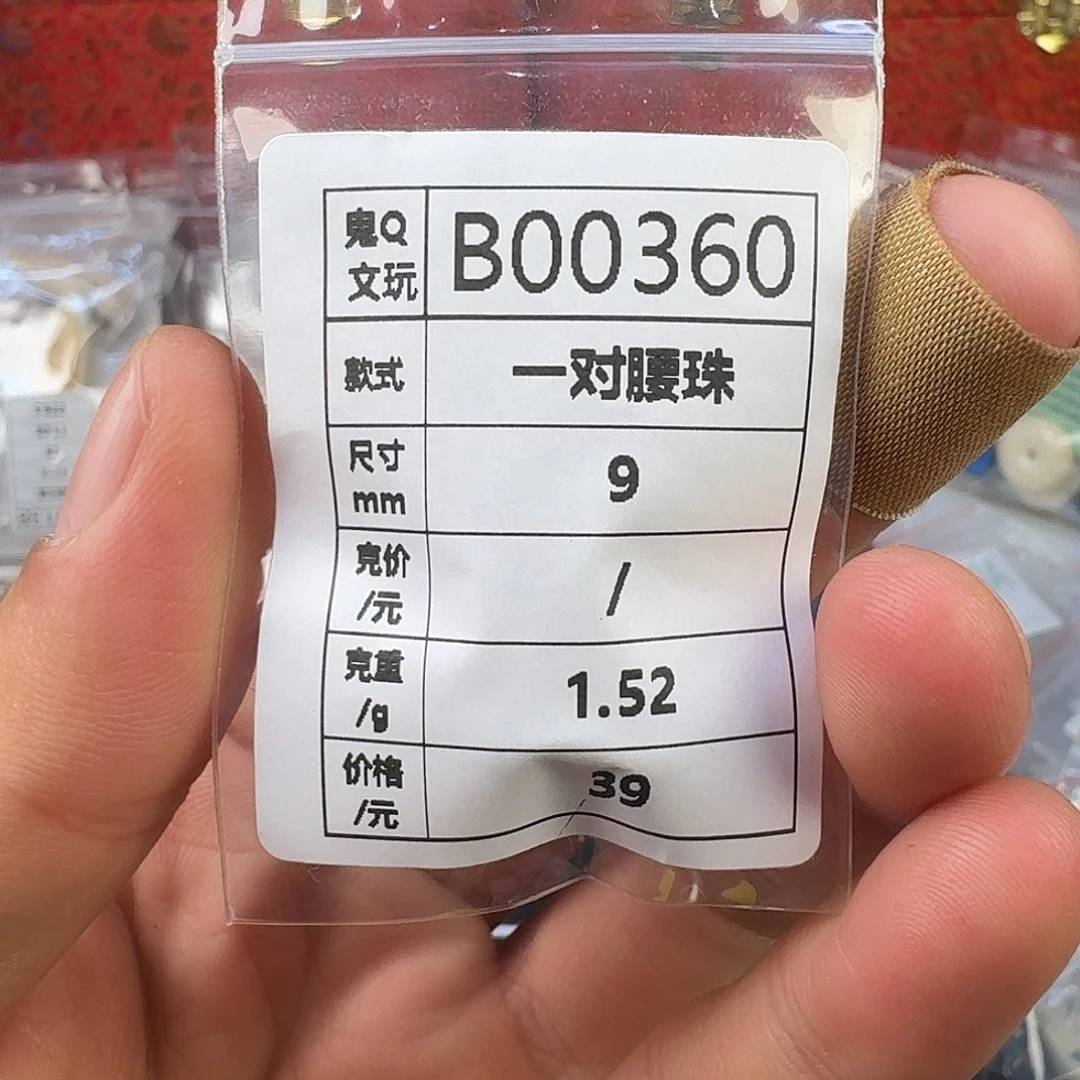 鬼Q
文玩
B00360
款式
一对腰珠
尺寸
mm
9
克价
/元
/
克重
/g
1.52
价格
/元
39